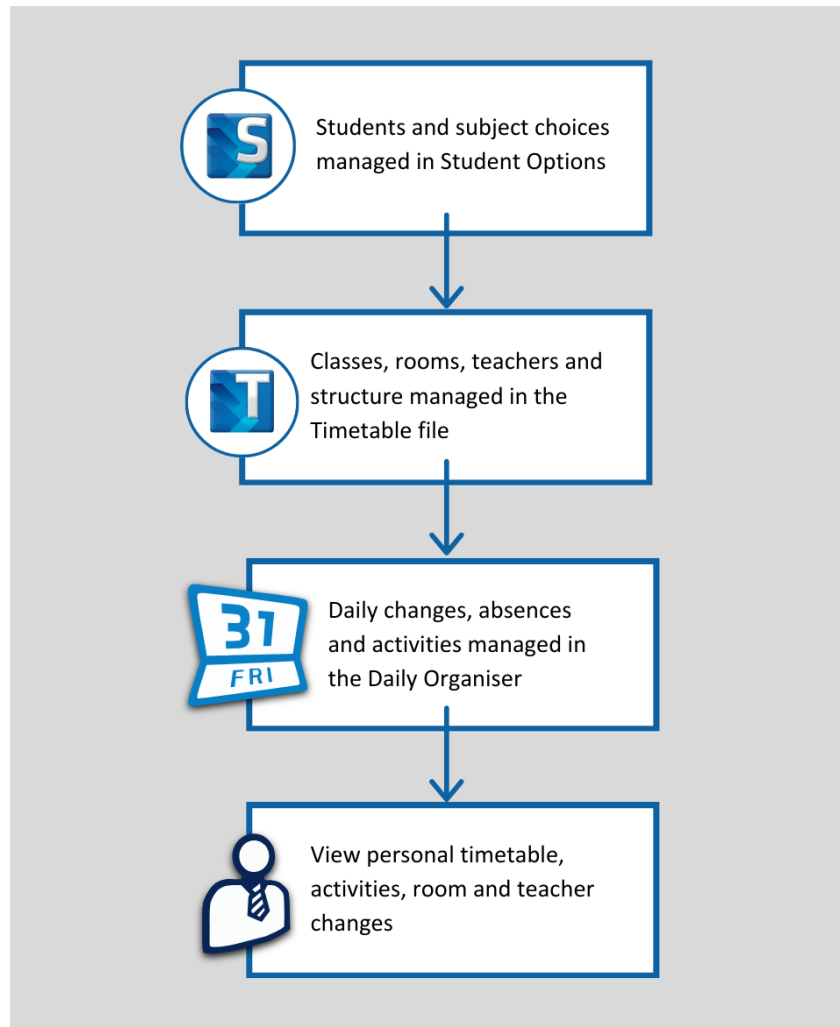 S
Students and subject choices
managed in Student Options
T
Classes, rooms, teachers and
structure managed in the
Timetable file
31
FRI
Daily changes, absences
and activities managed in
the Daily Organiser
View personal timetable,
activities, room and teacher
changes